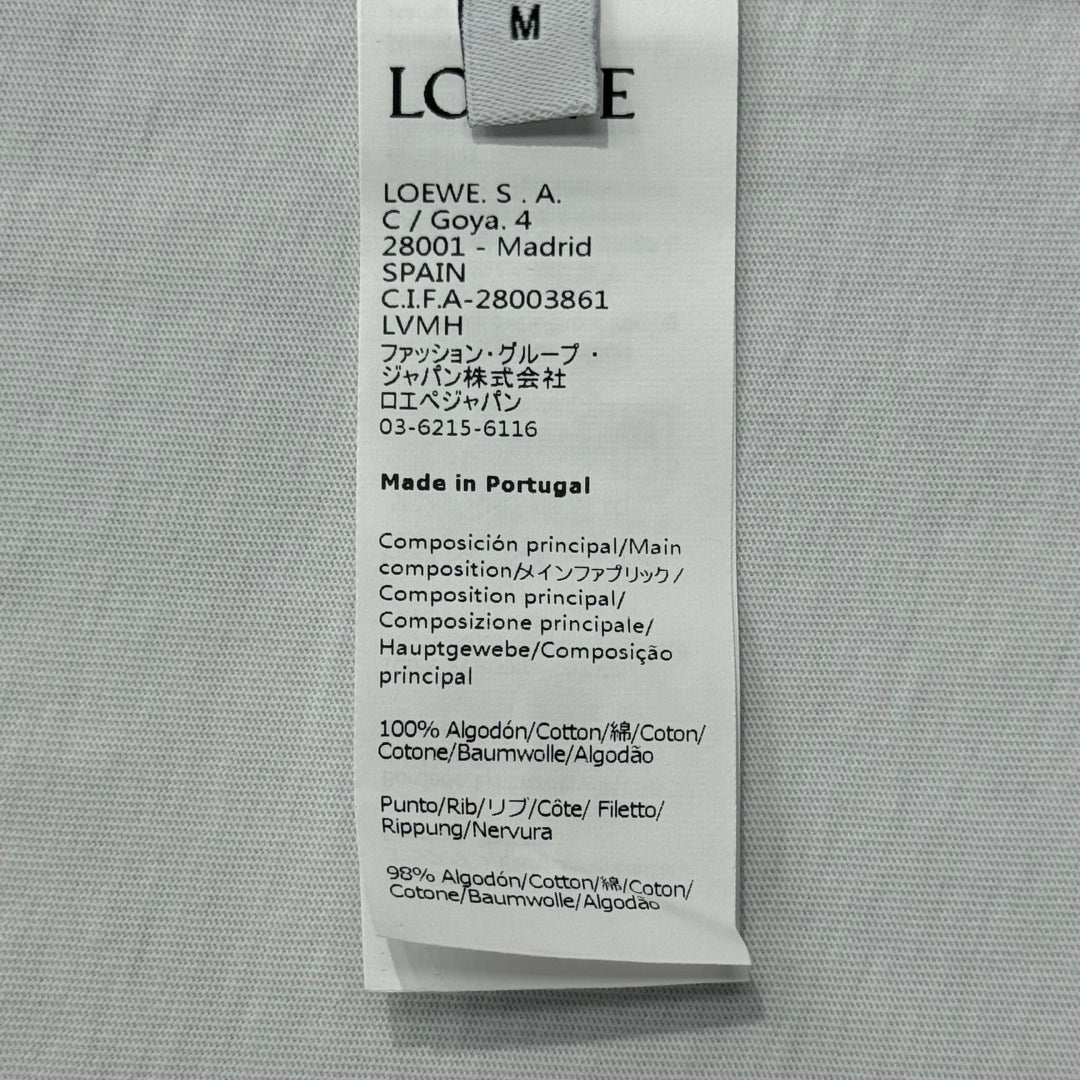 M
LOEWE. S . A.
C / Goya. 4
28001 - Madrid
SPAIN
C.I.F.A-28003861
LVMH
ファッション・グループ ・
ジャパン株式会社
ロエベジャパン
03-6215-6116
Made in Portugal
Composición principal/Main
composition/メインファブリック/
Composition principal/
Composizione principale/
Hauptgewebe/Composição
principal
100% Algodón/Cotton/綿/Coton/
Cotone/Baumwolle/Algodão
Punto/Rib/リブ/Côte/ Filetto/
Rippung/Nervura
98% Algodón/Cotton/綿/Coton/
Cotone/Baumwolle/Algodão